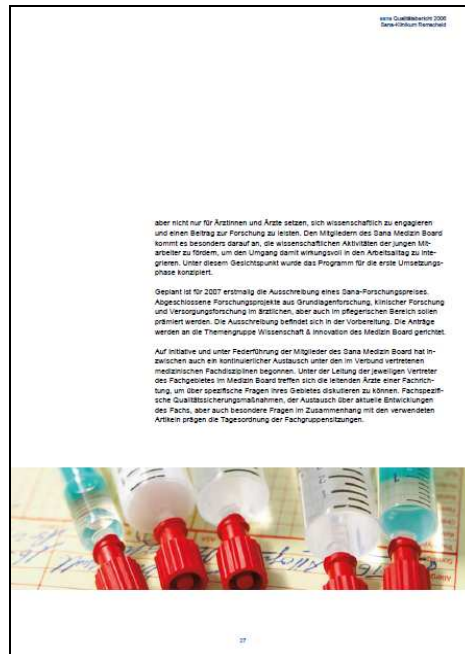 sana Qualitätsbericht 2006
Sana-Klinikum Remscheid
aber nicht nur für Ärztinnen und Ärzte setzen, sich wissenschaftlich zu engagieren
und einen Beitrag zur Forschung zu leisten. Den Mitgliedern des Sana Medizin Board
kommt es besonders darauf an, die wissenschaftlichen Aktivitäten der jungen Mit-
arbeiter zu fördern, um den Umgang damit wirkungsvoll in den Arbeitsalltag zu inte-
grieren. Unter diesem Gesichtspunkt wurde das Programm für die erste Umsetzungs-
phase konzipiert.
Geplant ist für 2007 erstmalig die Ausschreibung eines Sana-Forschungspreises.
Abgeschlossene Forschungsprojekte aus Grundlagenforschung, klinischer Forschung
und Versorgungsforschung im ärztlichen, aber auch im pflegerischen Bereich sollen
prämiert werden. Die Ausschreibung befindet sich in der Vorbereitung. Die Anträge
werden an die Themengruppe Wissenschaft & Innovation des Medizin Board gerichtet.
Auf Initiative und unter Federführung der Mitglieder des Sana Medizin Board hat in-
zwischen auch ein kontinuierlicher Austausch unter den im Verbund vertretenen
medizinischen Fachdisziplinen begonnen. Unter der Leitung der jeweiligen Vertreter
des Fachgebietes im Medizin Board treffen sich die leitenden Ärzte einer Fachrich-
tung, um über spezifische Fragen ihres Gebietes diskutieren zu können. Fachspezifi-
sche Qualitätssicherungsmaßnahmen, der Austausch über aktuelle Entwicklungen
des Fachs, aber auch besondere Fragen im Zusammenhang mit den verwendeten
Artikeln prägen die Tagesordnung der Fachgruppensitzungen.
37